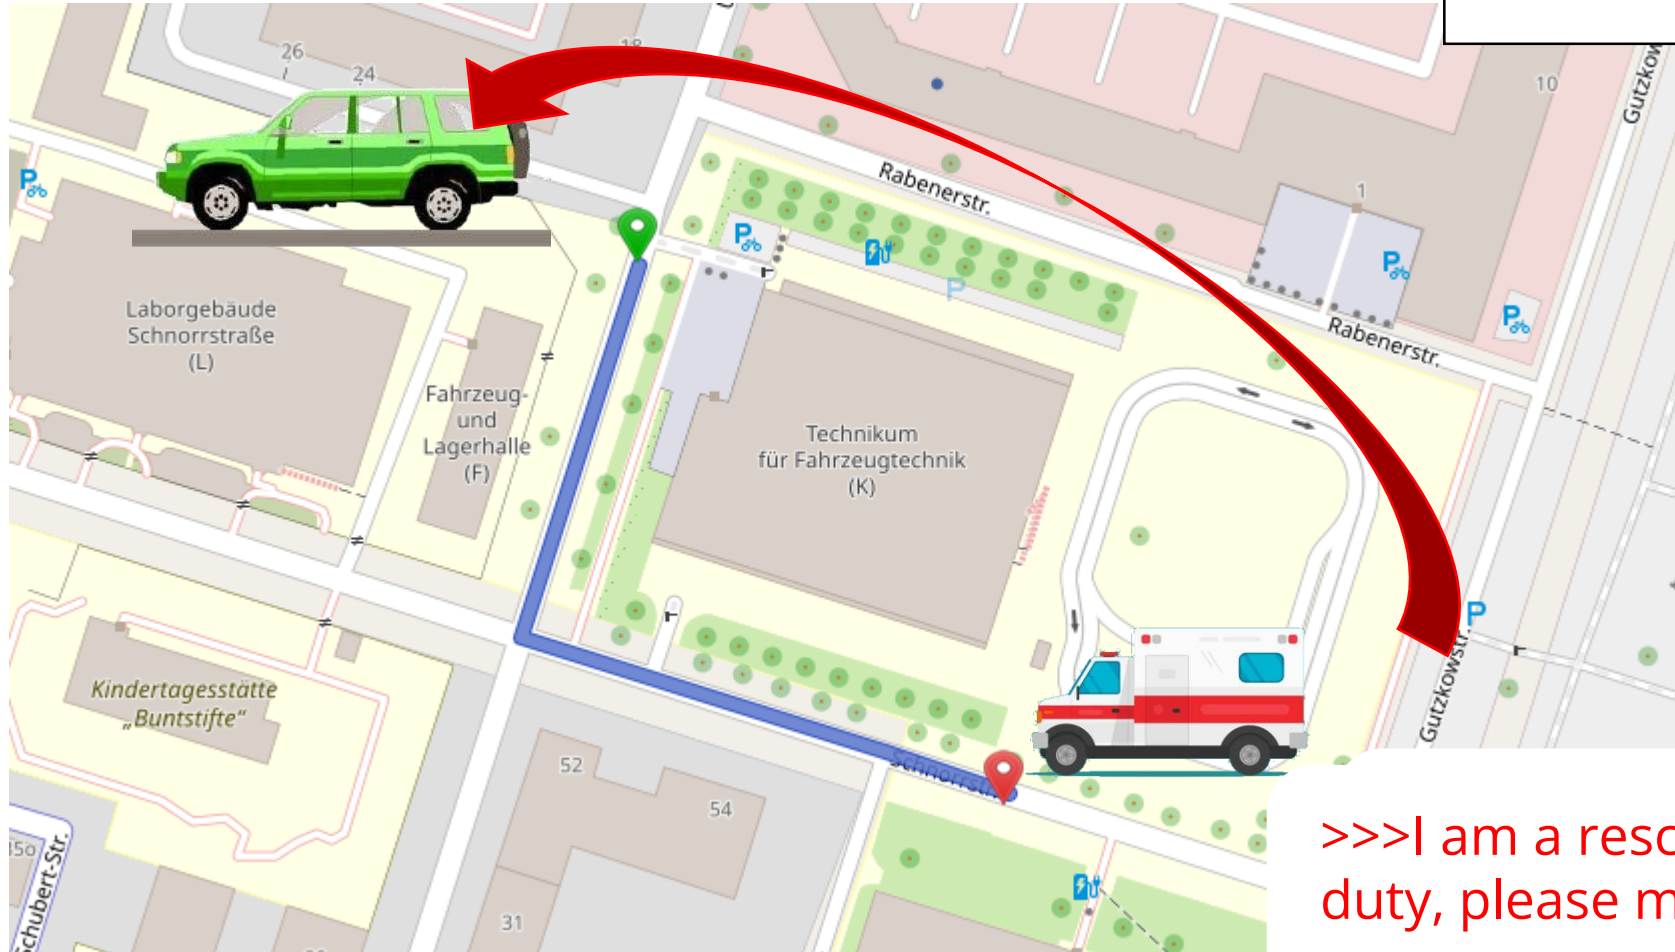 26
24
18
10
Gutzkow
Rabenerstr.
1
P
P
P
P
P
Rabenerstr.
Laborgebäude
Schnorrstraße
(L)
Fahrzeug-
und
Lagerhalle
(F)
Technikum
für Fahrzeugtechnik
(K)
P
Gutzkowstr.
Kindertagesstätte
„Buntstifte“
52
54
Schnorrstr.
31
Schubert-Str.
>>>I am a resc
duty, please m